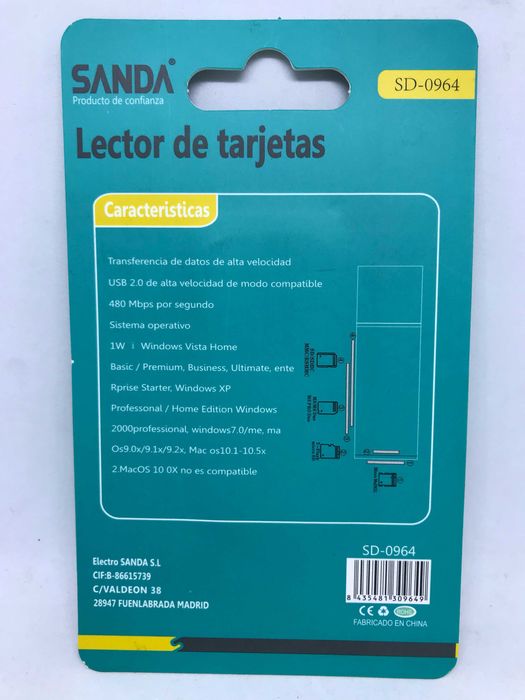 SANDA®
Producto de confianza
SD-0964
Lector de tarjetas
Caracteristicas
Transferencia de datos de alta velocidad
USB 2.0 de alta velocidad de modo compatible
480 Mbps por segundo
Sistema operativo
1W ¡ Windows Vista Home
Basic / Premium, Business, Ultimate, ente
Rprise Starter, Windows XP
Professonal / Home Edition Windows
2000professional, windows7.0/me, ma
Os9.0x/9.1x/9.2x, Mac os10.1-10.5x
2.MacOS 10 0X no es compatible
Electro SANDA S.L
CIF:B-86615739
C/VALDEON 38
28947 FUENLABRADA MADRID
SD-0964
8 435481 309649
CE
ROHS
FABRICADO EN CHINA